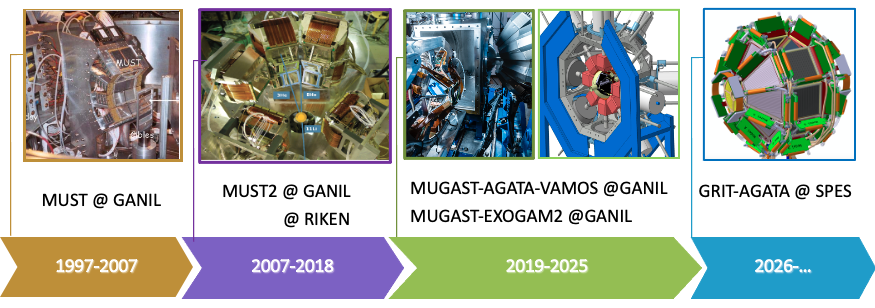 MUST
MUST @ GANIL
MUST2 @ GANIL
@ RIKEN
MUGAST-AGATA-VAMOS @GANIL
MUGAST-EXOGAM2 @GANIL
GRIT-AGATA @ SPES
1997-2007
2007-2018
2019-2025
2026-...